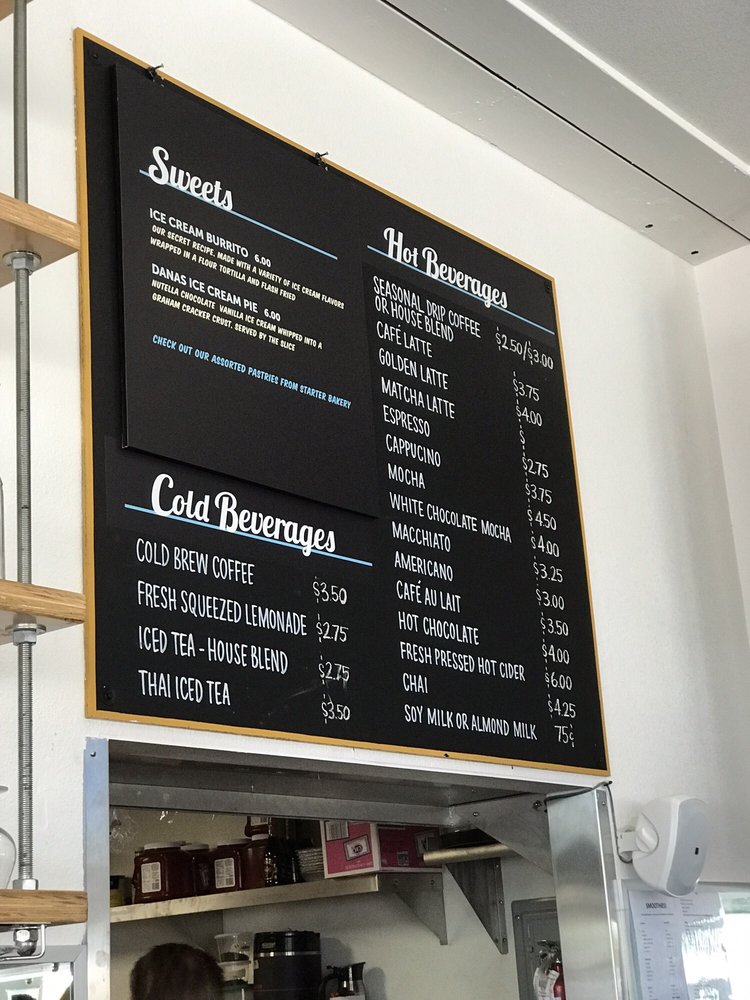 Sweets
ICE CREAM BURRITO 6.00
OUR SECRET RECIPE. MADE WITH A VARIETY OF ICE CREAM FLAVORS
WRAPPED IN A FLOUR TORTILLA AND FLASH FRIED
DANAS ICE CREAM PIE 6.00
NUTELLA CHOCOLATE VANILLA ICE CREAM WHIPPED INTO A
GRAHAM CRACKER CRUST. SERVED BY THE SLICE
CHECK OUT OUR ASSORTED PASTRIES FROM STARTER BAKERY
Cold Beverages
COLD BREW COFFEE $3.50
FRESH SQUEEZED LEMONADE $2.75
ICED TEA - HOUSE BLEND $2.75
THAI ICED TEA $3.50
Hot Beverages
SEASONAL DRIP COFFEE
OR HOUSE BLEND $2.50/$3.00
CAFÉ LATTE $3.75
GOLDEN LATTE $4.00
MATCHA LATTE $
ESPRESSO $2.75
CAPPUCINO $3.75
MOCHA $4.50
WHITE CHOCOLATE MOCHA $4.00
MACCHIATO $3.25
AMERICANO $3.00
CAFÉ AU LAIT $3.50
HOT CHOCOLATE $4.00
FRESH PRESSED HOT CIDER $6.00
CHAI $4.25
SOY MILK OR ALMOND MILK 75¢
SMOOTHIES